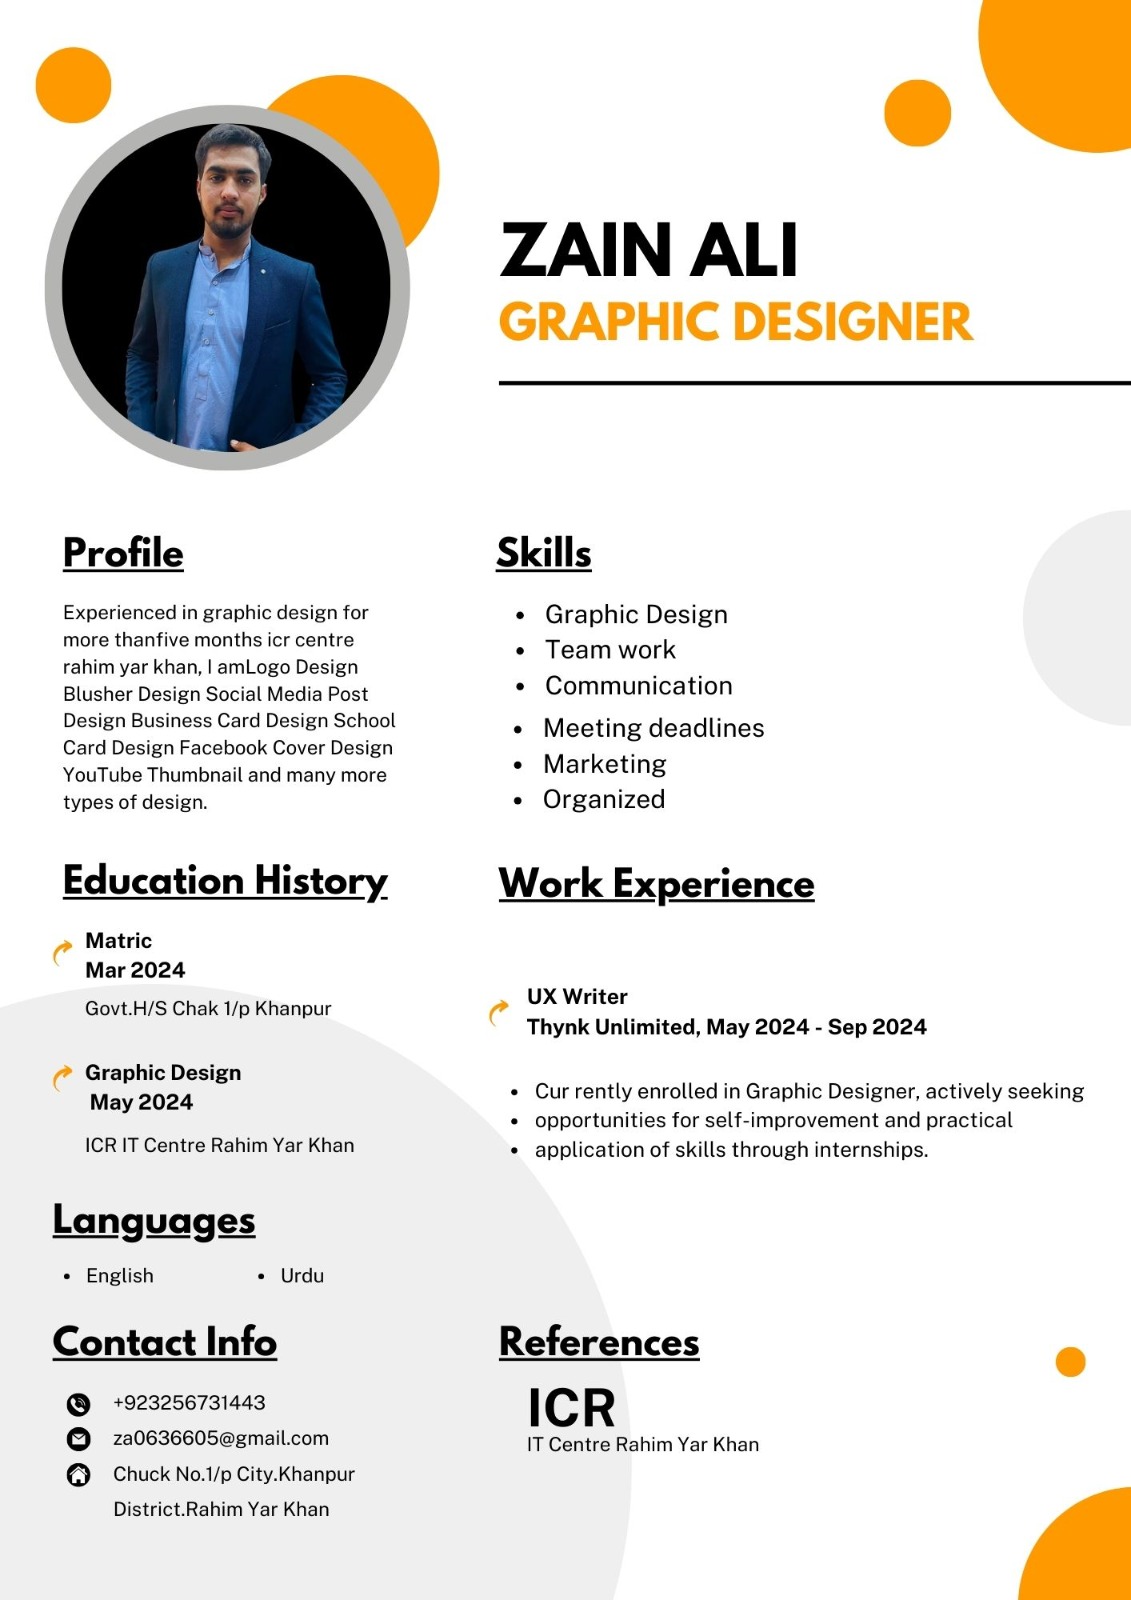 ZAIN ALI
GRAPHIC DESIGNER
Profile
Experienced in graphic design for
more thanfive months icr centre
rahim yar khan, I amLogo Design
Blusher Design Social Media Post
Design Business Card Design School
Card Design Facebook Cover Design
YouTube Thumbnail and many more
types of design.
Skills
• Graphic Design
• Team work
• Communication
• Meeting deadlines
• Marketing
• Organized
Education History
Matric
Mar 2024
Govt.H/S Chak 1/p Khanpur
Graphic Design
May 2024
ICR IT Centre Rahim Yar Khan
Work Experience
UX Writer
Thynk Unlimited, May 2024 - Sep 2024
• Cur rently enrolled in Graphic Designer, actively seeking
• opportunities for self-improvement and practical
• application of skills through internships.
Languages
• English • Urdu
Contact Info
+923256731443
za0636605@gmail.com
Chuck No.1/p City.Khanpur
District.Rahim Yar Khan
References
ICR
IT Centre Rahim Yar Khan